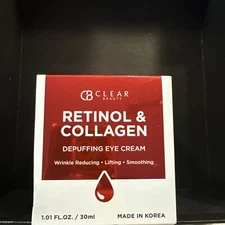 CB CLEAR
BEAUTY
RETINOL &
COLLAGEN
DEPUFFING EYE CREAM
Wrinkle Reducing • Lifting • Smoothing
1.01 FL.OZ. / 30ml MADE IN KOREA